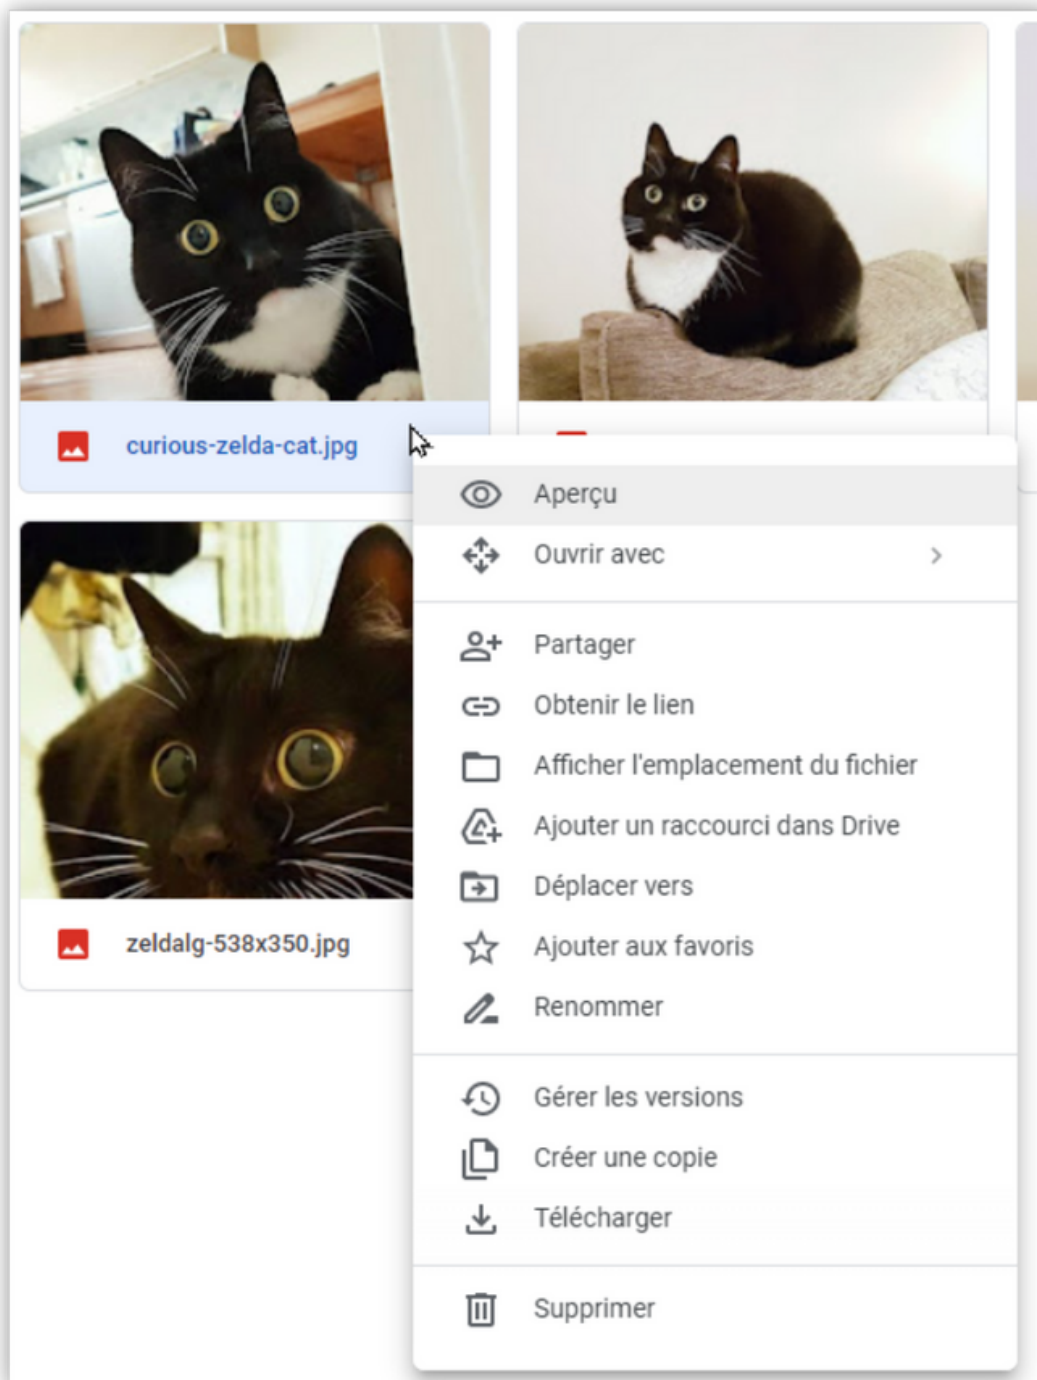 curious-zelda-cat.jpg
Aperçu
Ouvrir avec
Partager
Obtenir le lien
Afficher l'emplacement du fichier
Ajouter un raccourci dans Drive
Déplacer vers
Ajouter aux favoris
Renommer
Gérer les versions
Créer une copie
Télécharger
Supprimer
zeldalg-538x350.jpg